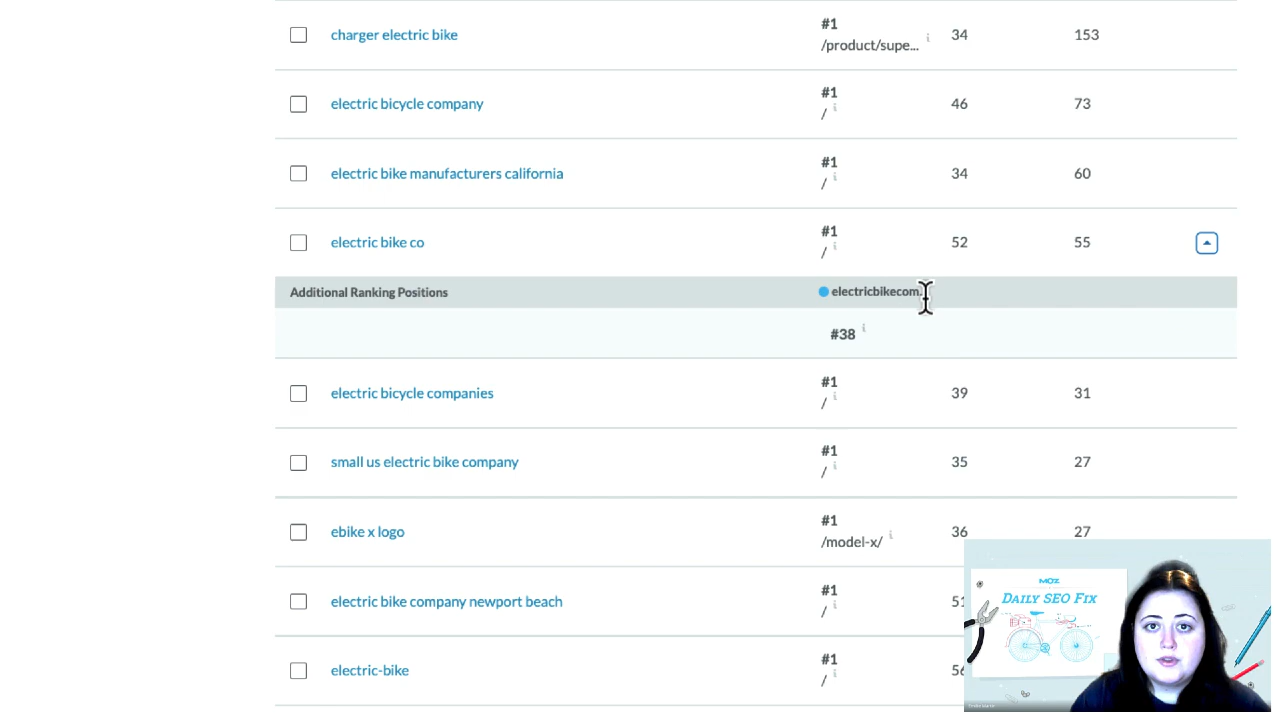 charger electric bike #1 34 153
/product/supe...
electric bicycle company #1 46 73
/
electric bike manufacturers california #1 34 60
/
electric bike co #1 52 55
/
Additional Ranking Positions electricbikecom.
#38
electric bicycle companies #1 39 31
/
small us electric bike company #1 35 27
/
ebike x logo #1 36 27
/model-x/
electric bike company newport beach #1
/
electric-bike #1
/
MOZ
DAILY SEO FIX